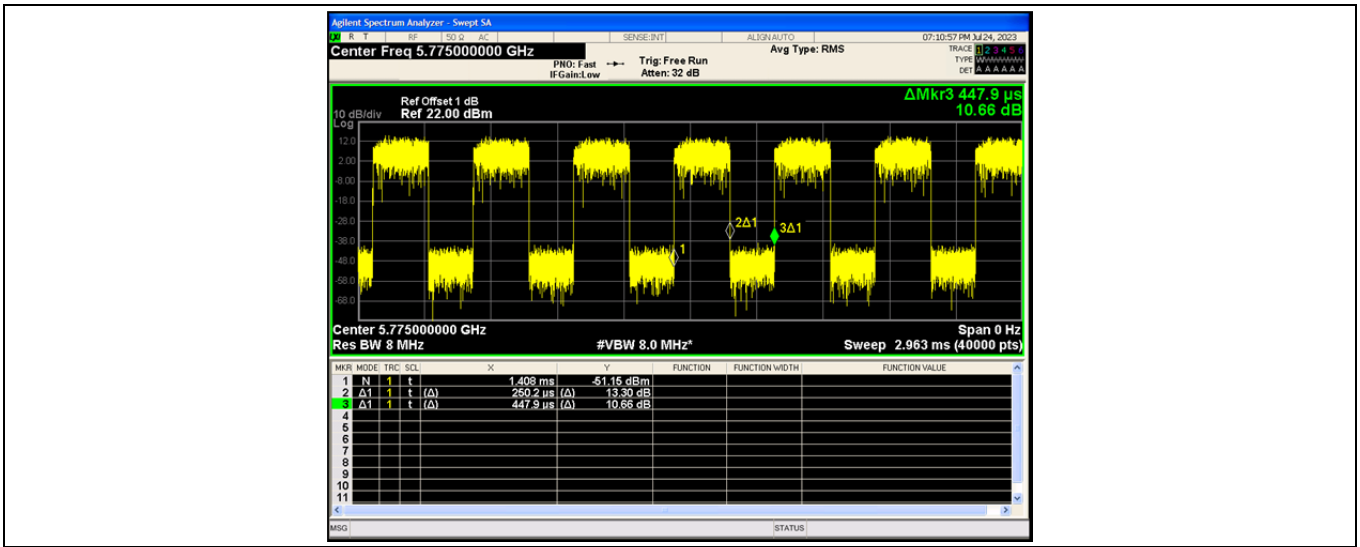 Agilent Spectrum Analyzer - Swept SA
R T RF 50 Ω AC SENSE:INT ALIGN AUTO 07:10:57 PM Jul 24, 2023
Center Freq 5.775000000 GHz Avg Type: RMS TRACE 1 2 3 4 5 6
PNO: Fast Trig: Free Run TYPE
IFGain:Low Atten: 32 dB DET A A A A A A
ΔMkr3 447.9 µs
10.66 dB
Ref Offset 1 dB
10 dB/div Ref 22.00 dBm
Log
12.0
2.00
-8.00
-18.0
-28.0
2Δ1
3Δ1
-38.0
1
-48.0
-58.0
-68.0
Center 5.775000000 GHz Span 0 Hz
Res BW 8 MHz #VBW 8.0 MHz* Sweep 2.963 ms (40000 pts)
MKR MODE TRC SCL X Y FUNCTION FUNCTION WIDTH FUNCTION VALUE
1 N 1 t 1.408 ms -51.15 dBm
2 Δ1 1 t (Δ) 250.2 µs (Δ) 13.30 dB
3 Δ1 1 t (Δ) 447.9 µs (Δ) 10.66 dB
4
5
6
7
8
9
10
11
MSG STATUS